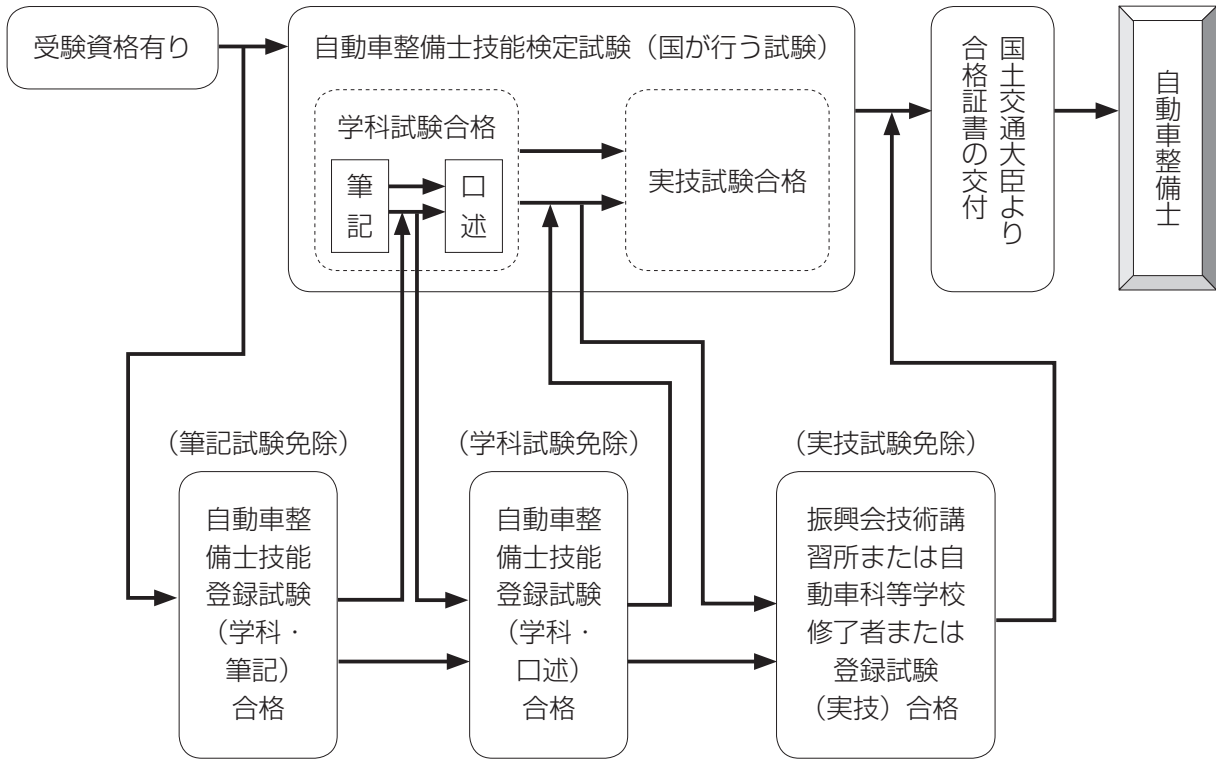 受験資格有り
自動車整備士技能検定試験（国が行う試験）
学科試験合格
筆記
口述
実技試験合格
国土交通大臣より
合格証書の交付
自動車整備士
（筆記試験免除）
自動車整
備士技能
登録試験
（学科・
筆記）
合格
（学科試験免除）
自動車整
備士技能
登録試験
（学科・
口述）
合格
（実技試験免除）
振興会技術講
習所または自
動車科等学校
修了者または
登録試験
（実技）合格